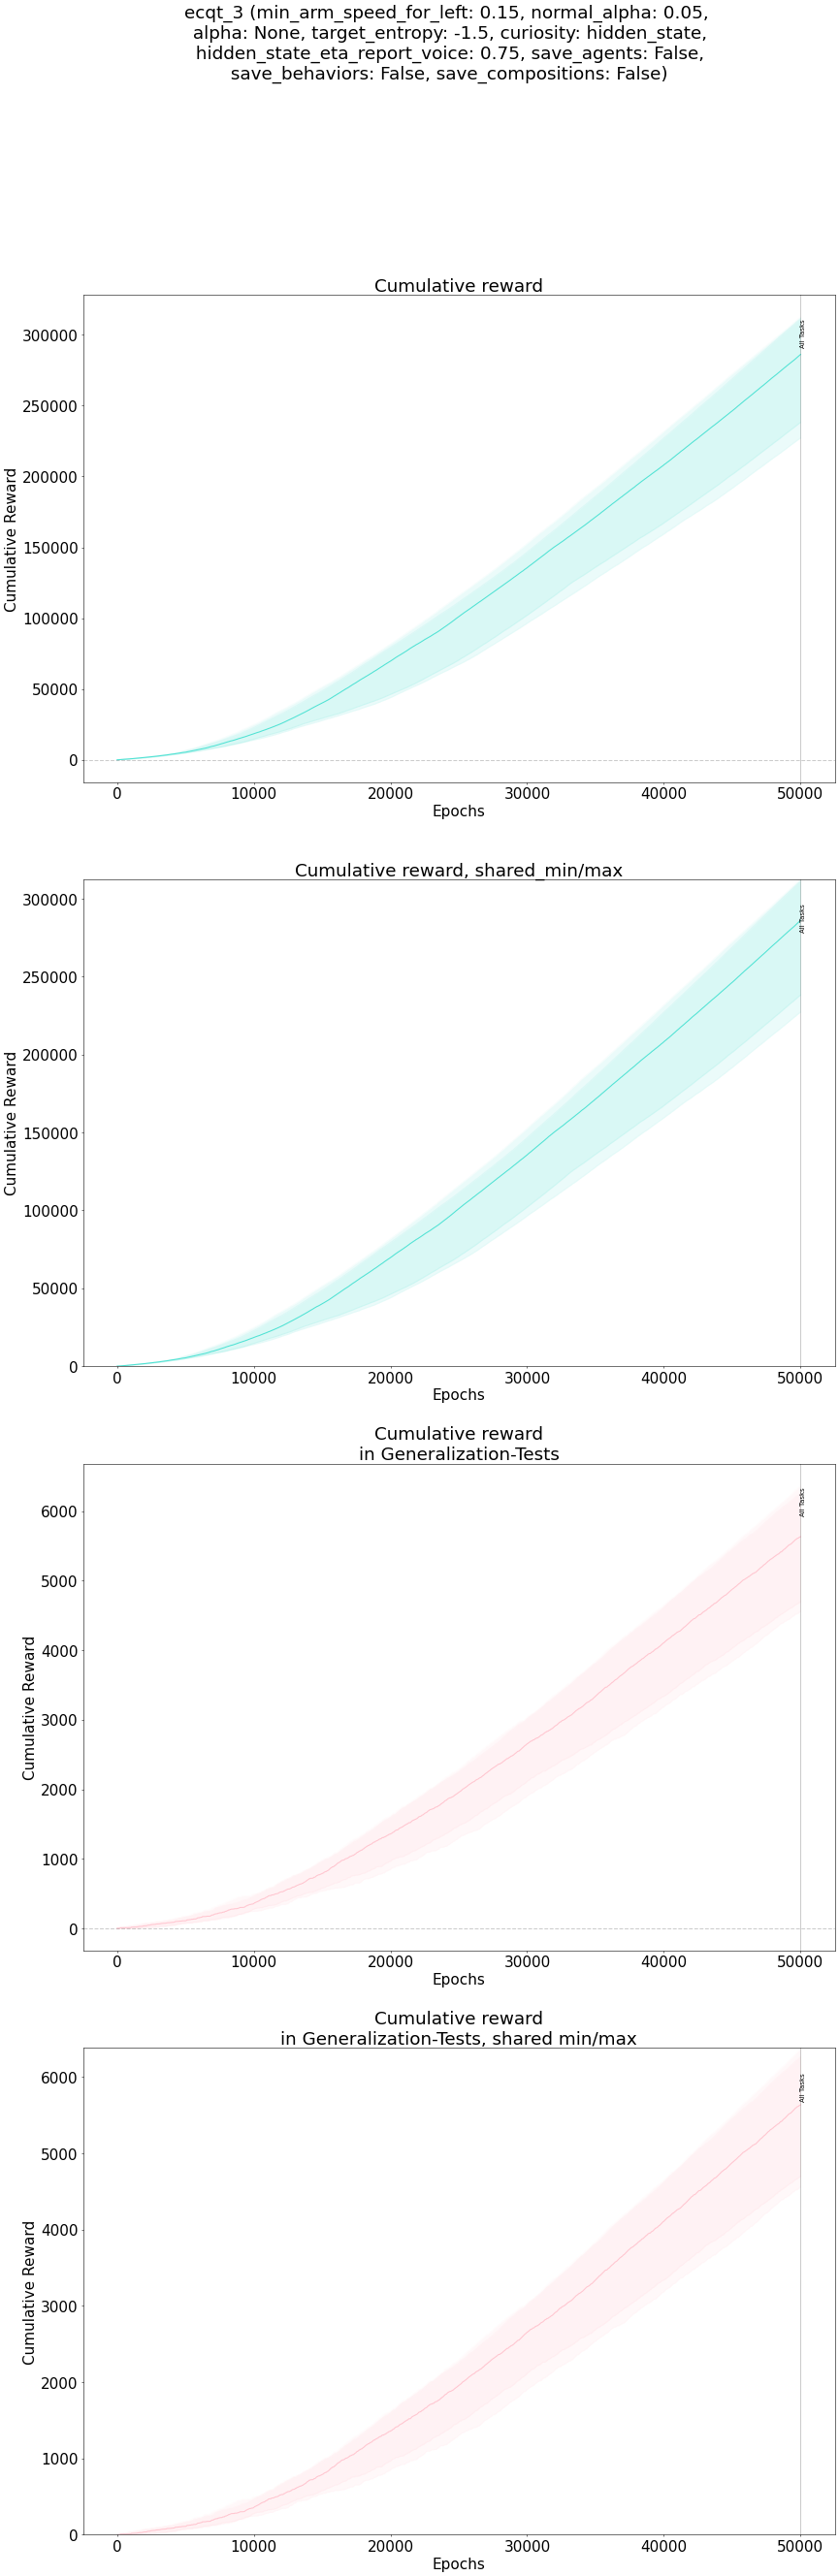 ecqt_3 (min_arm_speed_for_left: 0.15, normal_alpha: 0.05,
alpha: None, target_entropy: -1.5, curiosity: hidden_state,
hidden_state_eta_report_voice: 0.75, save_agents: False,
save_behaviors: False, save_compositions: False)
Cumulative reward
300000
250000
200000
150000
100000
50000
0
Cumulative Reward
All Tasks
0 10000 20000 30000 40000 50000
Epochs
Cumulative reward, shared_min/max
300000
250000
200000
150000
100000
50000
0
Cumulative Reward
All Tasks
0 10000 20000 30000 40000 50000
Epochs
Cumulative reward
in Generalization-Tests
6000
5000
4000
3000
2000
1000
0
Cumulative Reward
All Tasks
0 10000 20000 30000 40000 50000
Epochs
Cumulative reward
in Generalization-Tests, shared min/max
6000
5000
4000
3000
2000
1000
0
Cumulative Reward
All Tasks
0 10000 20000 30000 40000 50000
Epochs